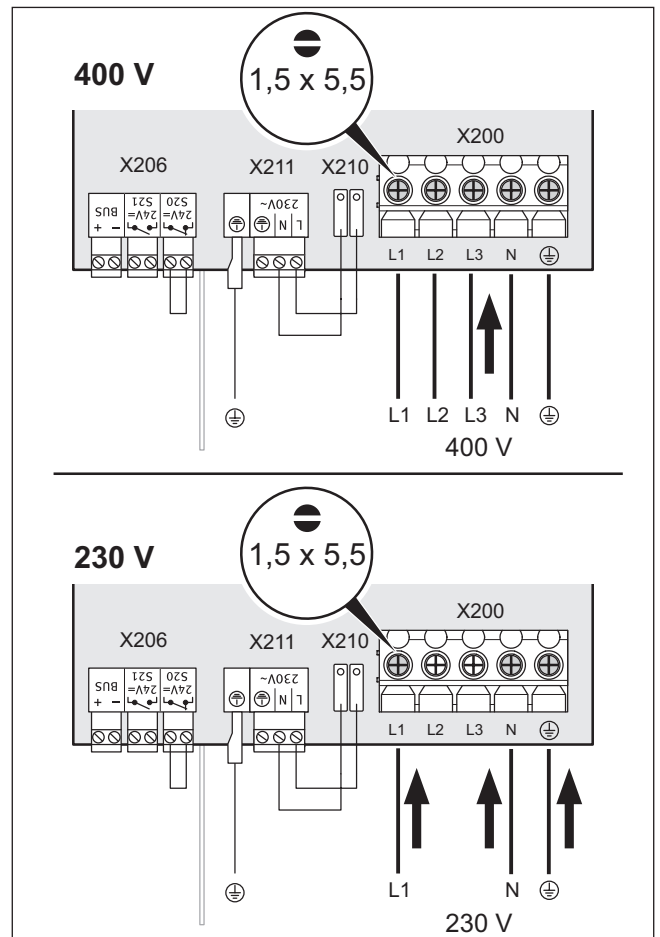 400 V
1,5 x 5,5
X206
X211
X210
X200
BUS
+ −
S21
24V=
S20
24V=
230V~
N L
L1 L2 L3 N
L1 L2 L3 N
400 V
230 V
1,5 x 5,5
X206
X211
X210
X200
BUS
+ −
S21
24V=
S20
24V=
230V~
N L
L1 L2 L3 N
L1 N
230 V